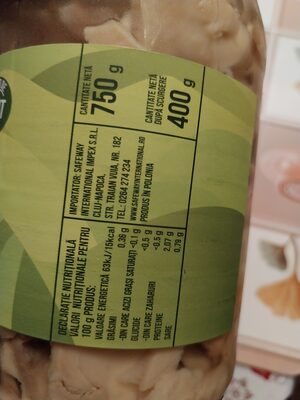 DECLARAȚIE NUTRIȚIONALĂ
VALORI NUTRIȚIONALE PENTRU
100 g PRODUS:
VALOARE ENERGETICĂ 63kJ/15kcal
GRĂSIMI 0,36 g
-DIN CARE ACIZI GRAȘI SATURAȚI <0,1 g
GLUCIDE <0,5 g
-DIN CARE ZAHARURI <0,5 g
PROTEINE 2,07 g
SARE 0,79 g
IMPORTATOR: SAFEWAY
INTERNATIONAL IMPEX S.R.L.
CLUJ-NAPOCA,
STR. TRAIAN VUIA, NR. 182
TEL.: 0264 274 234
WWW.SAFEWAYINTERNATIONAL.RO
PRODUS ÎN POLONIA
CANTITATE NETĂ
750 g
CANTITATE NETĂ
DUPĂ SCURGERE
400 g